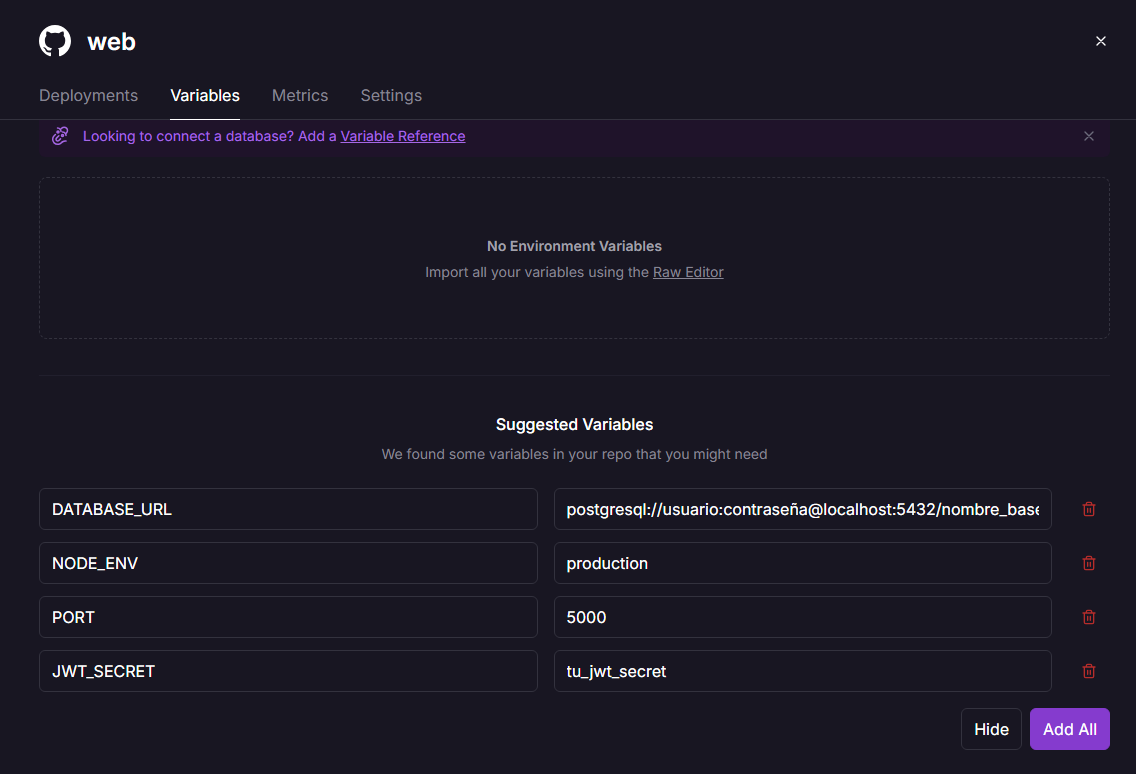 web
Deployments Variables Metrics Settings
Looking to connect a database? Add a Variable Reference
No Environment Variables
Import all your variables using the Raw Editor
Suggested Variables
We found some variables in your repo that you might need
DATABASE_URL postgresql://usuario:contraseña@localhost:5432/nombre_base
NODE_ENV production
PORT 5000
JWT_SECRET tu_jwt_secret
Hide Add All